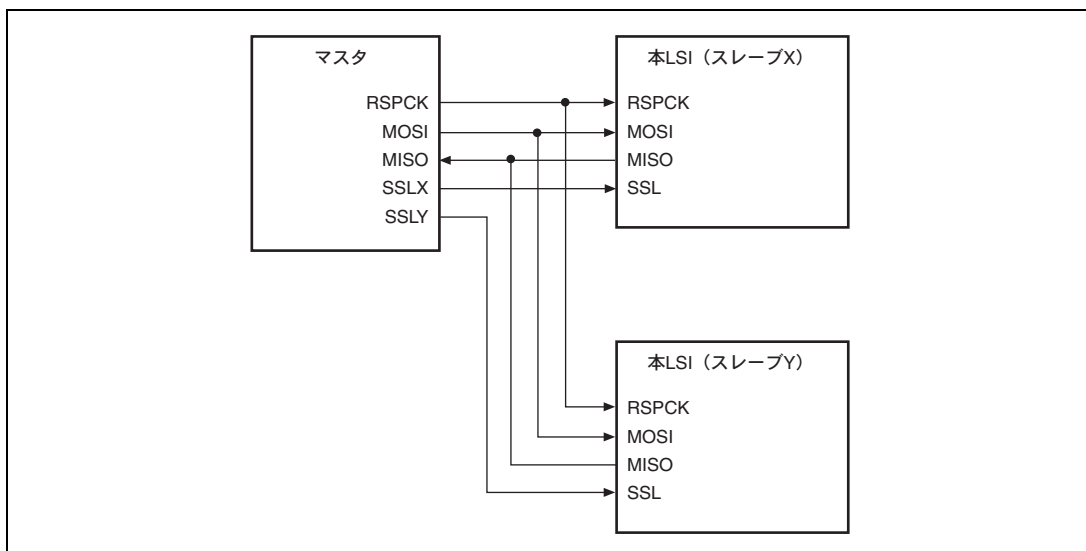 マスタ
RSPCK
MOSI
MISO
SSLX
SSLY
本LSI（スレーブX）
RSPCK
MOSI
MISO
SSL
本LSI（スレーブY）
RSPCK
MOSI
MISO
SSL